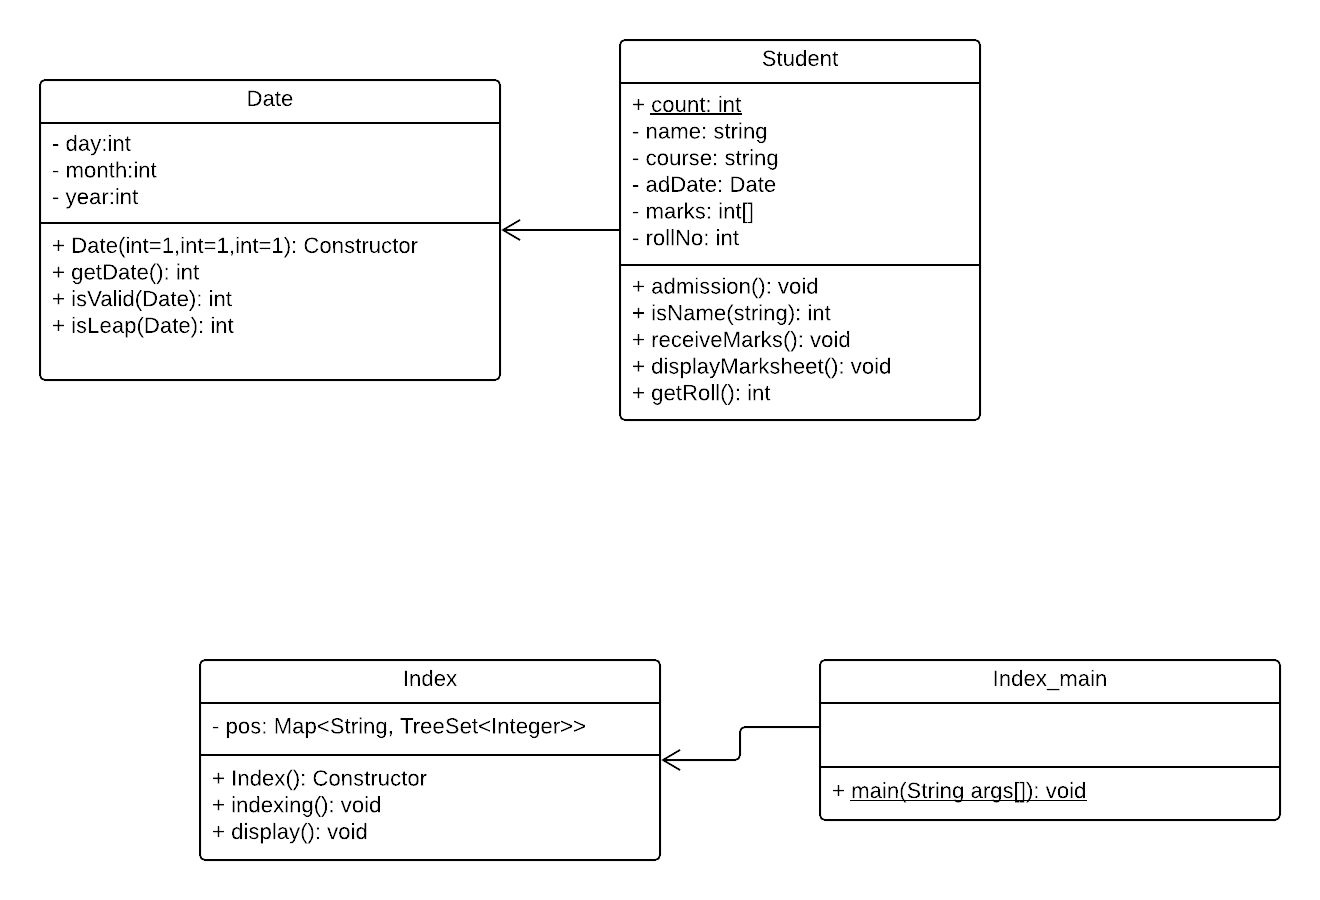 Date
- day:int
- month:int
- year:int
+ Date(int=1,int=1,int=1): Constructor
+ getDate(): int
+ isValid(Date): int
+ isLeap(Date): int
Student
+ count: int
- name: string
- course: string
- adDate: Date
- marks: int[]
- rollNo: int
+ admission(): void
+ isName(string): int
+ receiveMarks(): void
+ displayMarksheet(): void
+ getRoll(): int
Index
- pos: Map<String, TreeSet<Integer>>
+ Index(): Constructor
+ indexing(): void
+ display(): void
Index_main
+ main(String args[]): void